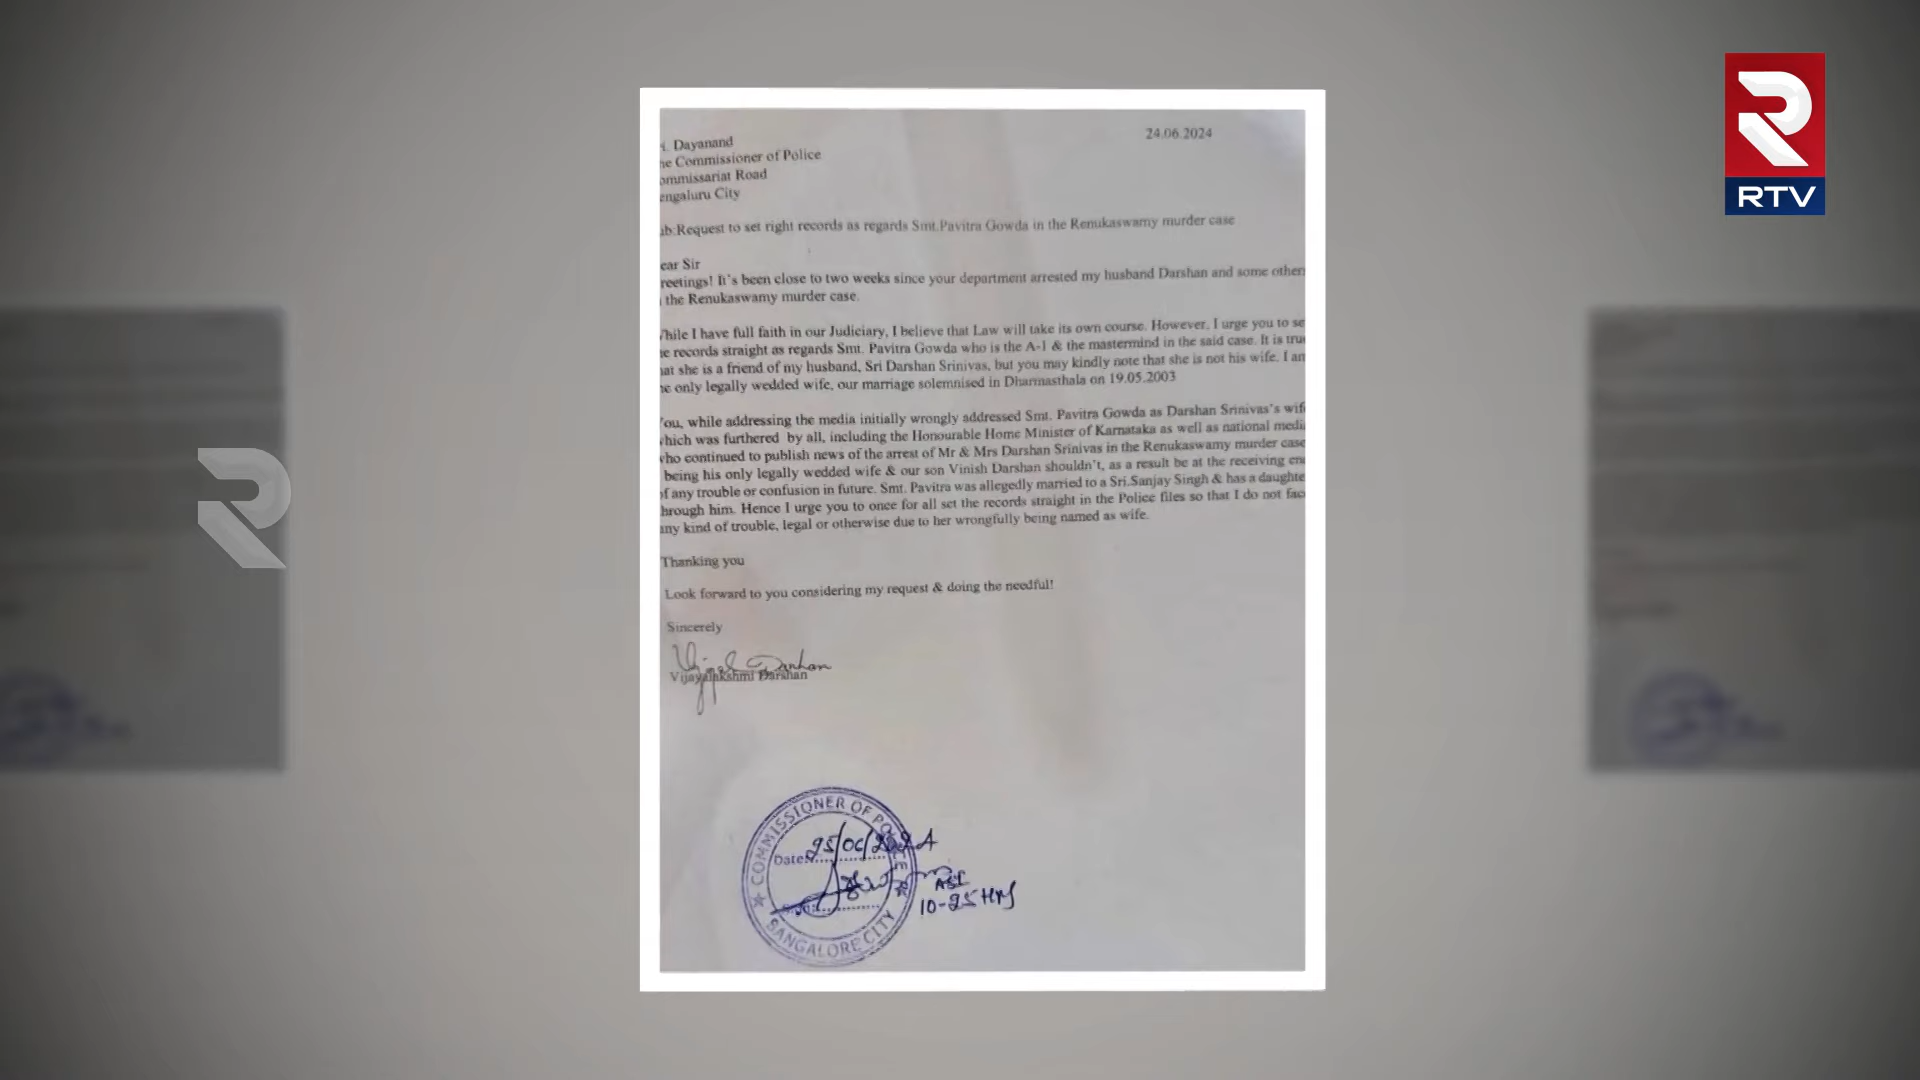 24.06.2024
i. Dayanand
he Commissioner of Police
ommissariat Road
engaluru City
ub:Request to set right records as regards Smt.Pavitra Gowda in the Renukaswamy murder case
ear Sir
reetings! It's been close to two weeks since your department arrested my husband Darshan and some other
the Renukaswamy murder case.
While I have full faith in our Judiciary, I believe that Law will take its own course. However, I urge you to se
he records straight as regards Smt. Pavitra Gowda who is the A-1 & the mastermind in the said case. It is true
hat she is a friend of my husband, Sri Darshan Srinivas, but you may kindly note that she is not his wife. I am
he only legally wedded wife, our marriage solemnised in Dharmasthala on 19.05.2003
You, while addressing the media initially wrongly addressed Smt. Pavitra Gowda as Darshan Srinivas's wife
which was furthered by all, including the Honourable Home Minister of Karnataka as well as national media
who continued to publish news of the arrest of Mr & Mrs Darshan Srinivas in the Renukaswamy murder case
being his only legally wedded wife & our son Vinish Darshan shouldn't, as a result be at the receiving end
of any trouble or confusion in future. Smt. Pavitra was allegedly married to a Sri.Sanjay Singh & has a daughte
hrough him. Hence I urge you to once for all set the records straight in the Police files so that I do not fac
any kind of trouble, legal or otherwise due to her wrongfully being named as wife.
Thanking you
Look forward to you considering my request & doing the needful!
Sincerely
Vijayalakshmi Darshan
COMMISSIONER OF POLICE
Date: 25/06/2024
ASI
10-25 Hrs
BANGALORE CITY
RTV